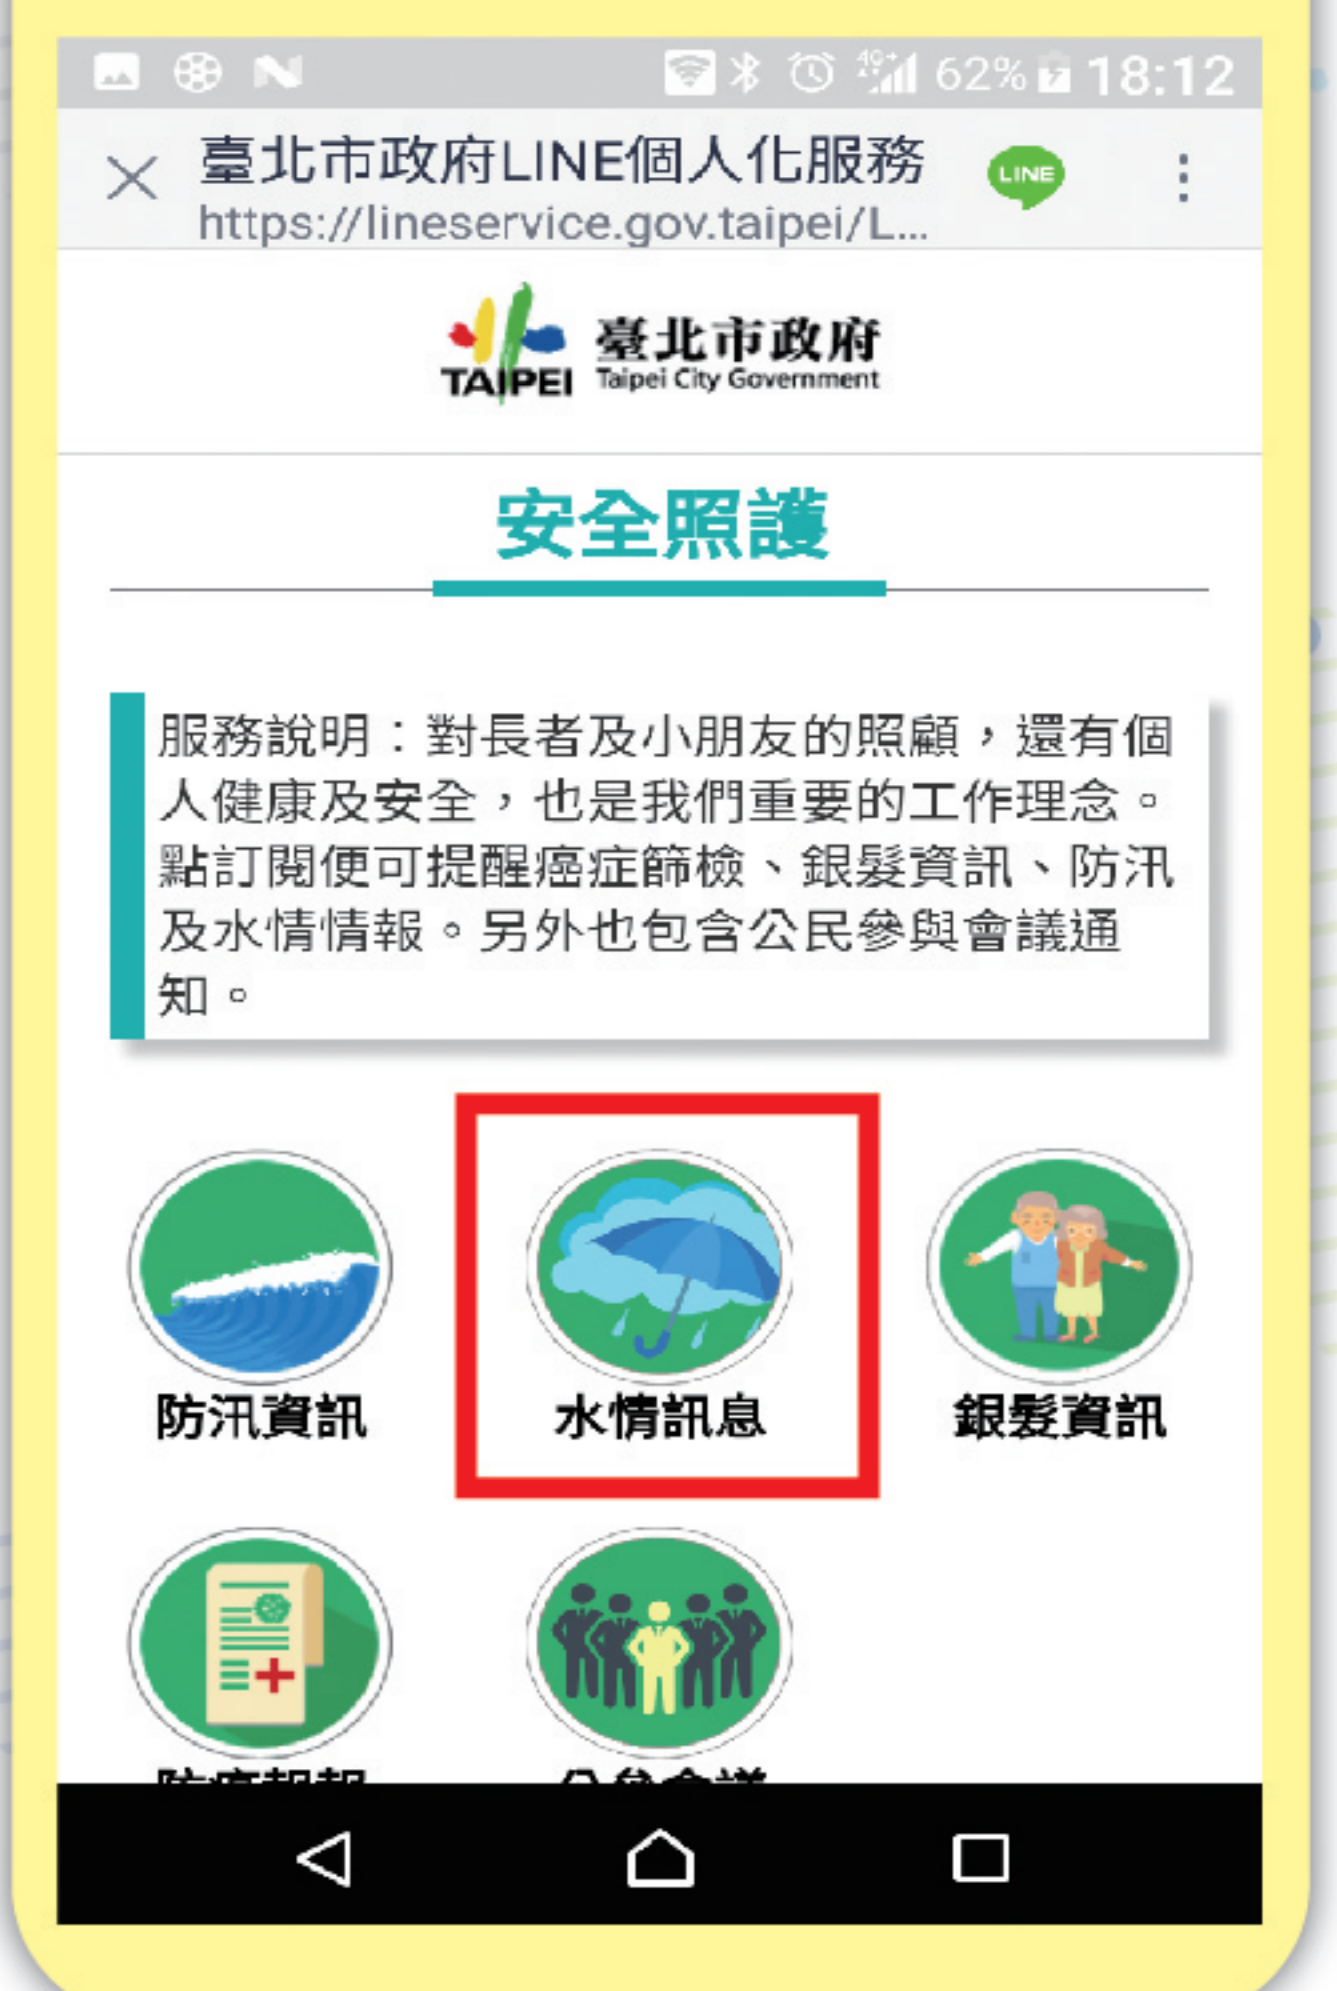 62% 18:12
臺北市政府LINE個人化服務
LINE
https://lineservice.gov.taipei/L...
臺北市政府
TAIPEI Taipei City Government
安全照護
服務說明：對長者及小朋友的照顧，還有個
人健康及安全，也是我們重要的工作理念。
點訂閱便可提醒癌症篩檢、銀髮資訊、防汛
及水情情報。另外也包含公民參與會議通
知。
防汛資訊 水情訊息 銀髮資訊